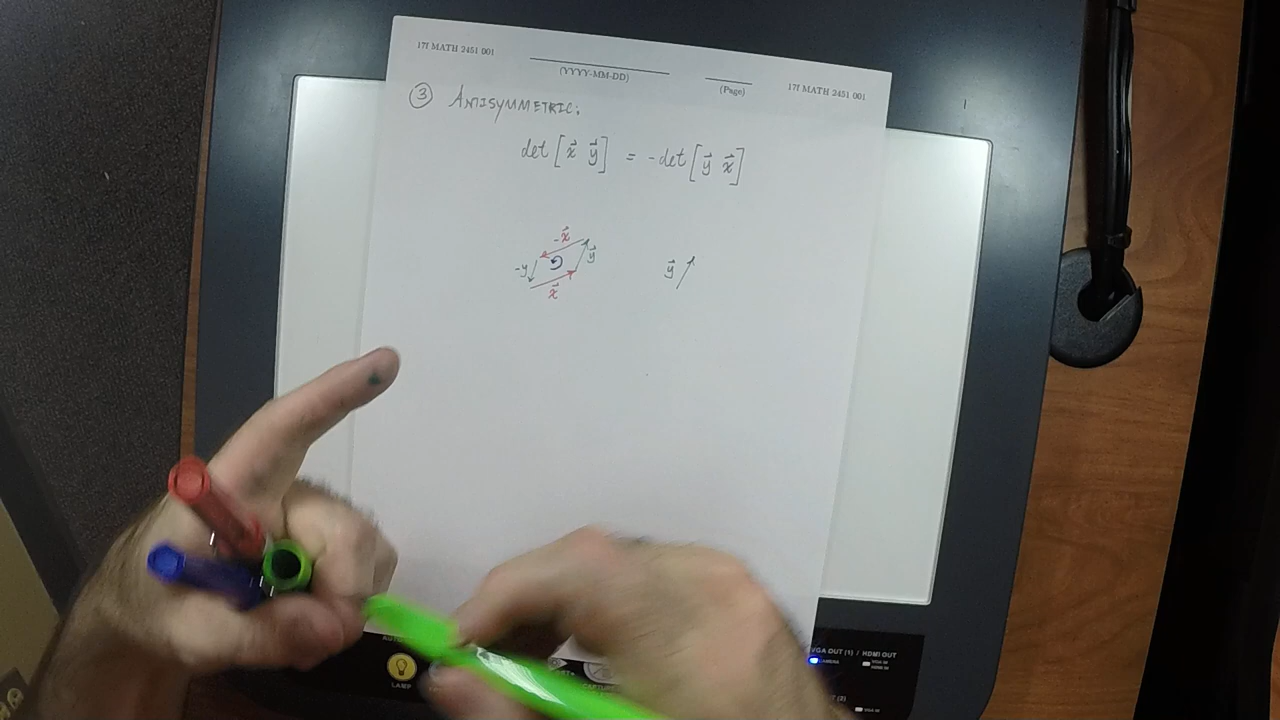 17f MATH 2451 001
(YYYY-MM-DD)
(Page)
17f MATH 2451 001
③ ANTISYMMETRIC:
det [x⃗ y⃗] = -det [y⃗ x⃗]
-x⃗
-y
y⃗
x⃗
y⃗
LAMP
VGA OUT (1) / HDMI OUT
CAMERA